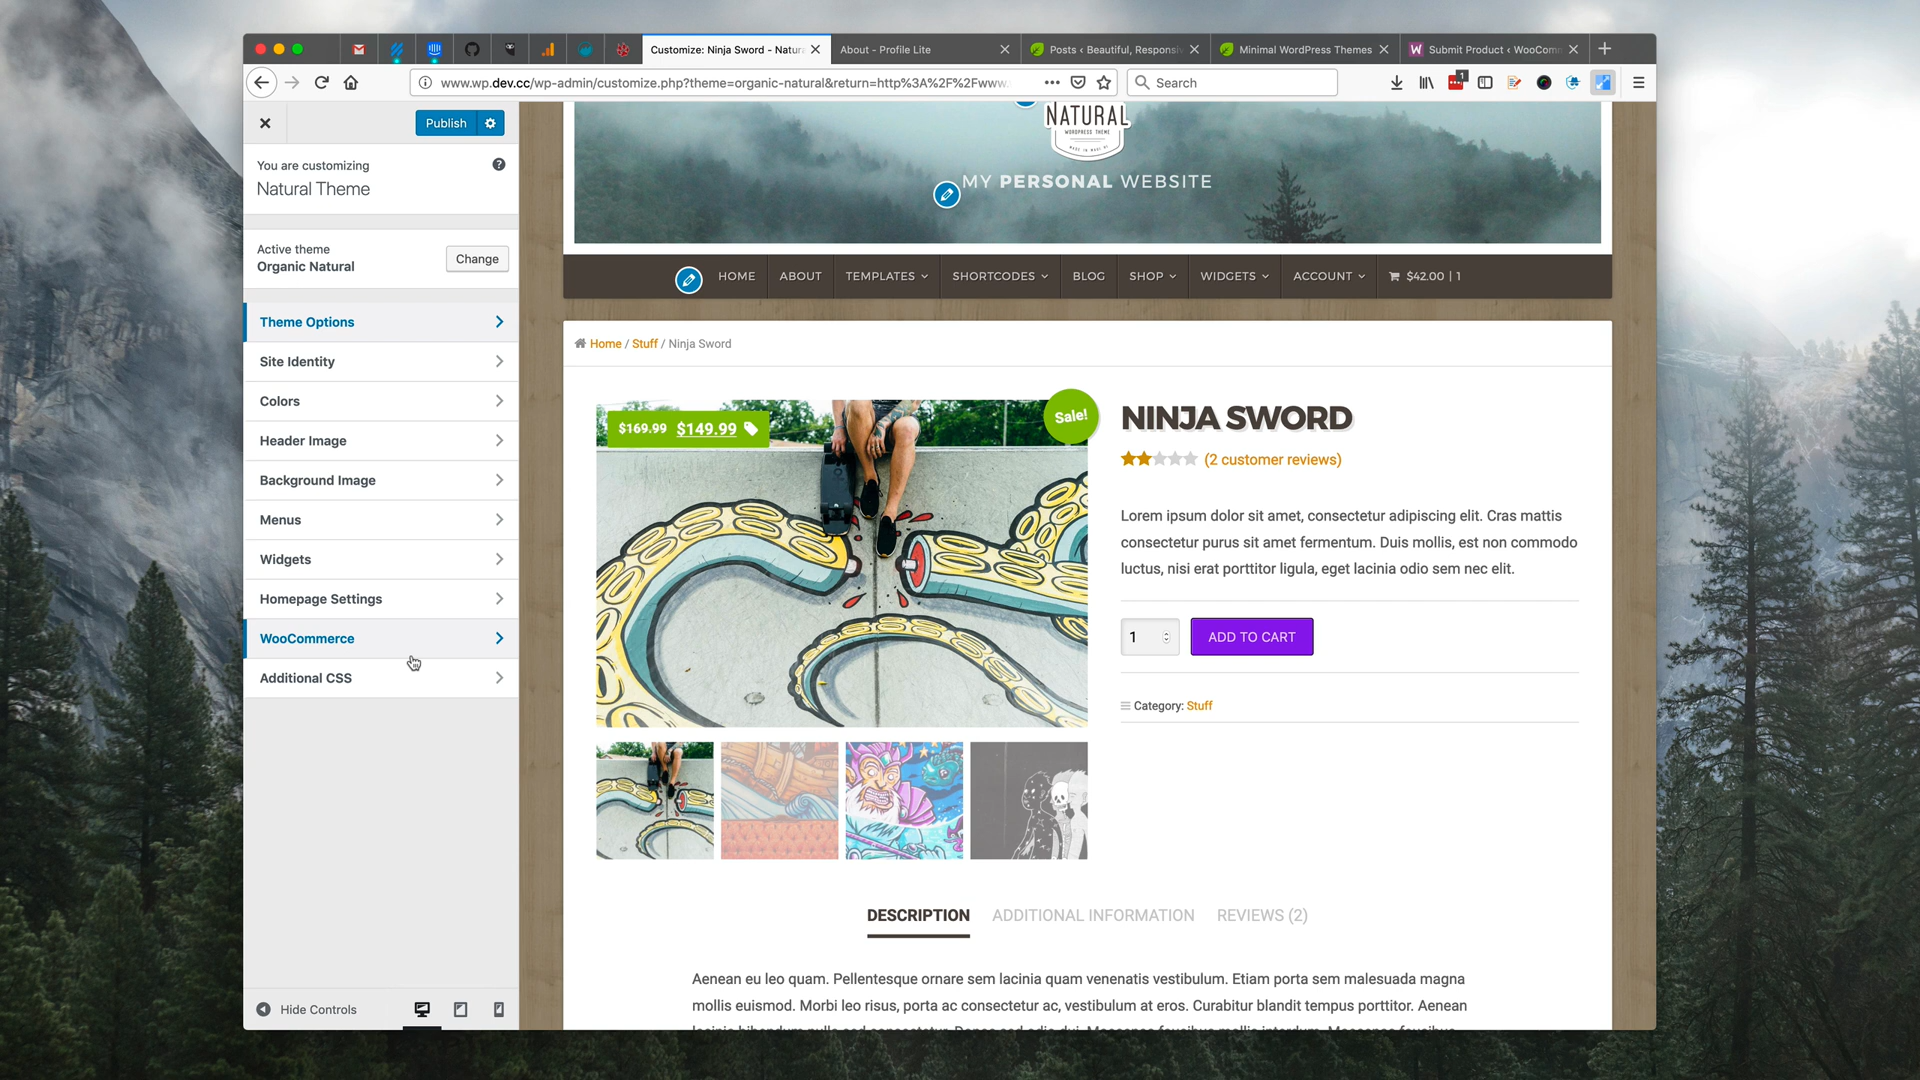 Customize: Ninja Sword - Natur
About - Profile Lite
Posts ‹ Beautiful, Responsiv
Minimal WordPress Themes
Submit Product ‹ WooComm
www.wp.dev.cc/wp-admin/customize.php?theme=organic-natural&return=http%3A%2F%2Fwww.
Search
1
Publish
You are customizing
Natural Theme
Active theme
Organic Natural
Change
Theme Options
Site Identity
Colors
Header Image
Background Image
Menus
Widgets
Homepage Settings
WooCommerce
Additional CSS
Hide Controls
NATURAL
WORDPRESS THEME
MY PERSONAL WEBSITE
HOME
ABOUT
TEMPLATES
SHORTCODES
BLOG
SHOP
WIDGETS
ACCOUNT
$42.00 | 1
Home / Stuff / Ninja Sword
$169.99 $149.99
Sale!
NINJA SWORD
(2 customer reviews)
Lorem ipsum dolor sit amet, consectetur adipiscing elit. Cras mattis
consectetur purus sit amet fermentum. Duis mollis, est non commodo
luctus, nisi erat porttitor ligula, eget lacinia odio sem nec elit.
1
ADD TO CART
Category: Stuff
DESCRIPTION
ADDITIONAL INFORMATION
REVIEWS (2)
Aenean eu leo quam. Pellentesque ornare sem lacinia quam venenatis vestibulum. Etiam porta sem malesuada magna
mollis euismod. Morbi leo risus, porta ac consectetur ac, vestibulum at eros. Curabitur blandit tempus porttitor. Aenean